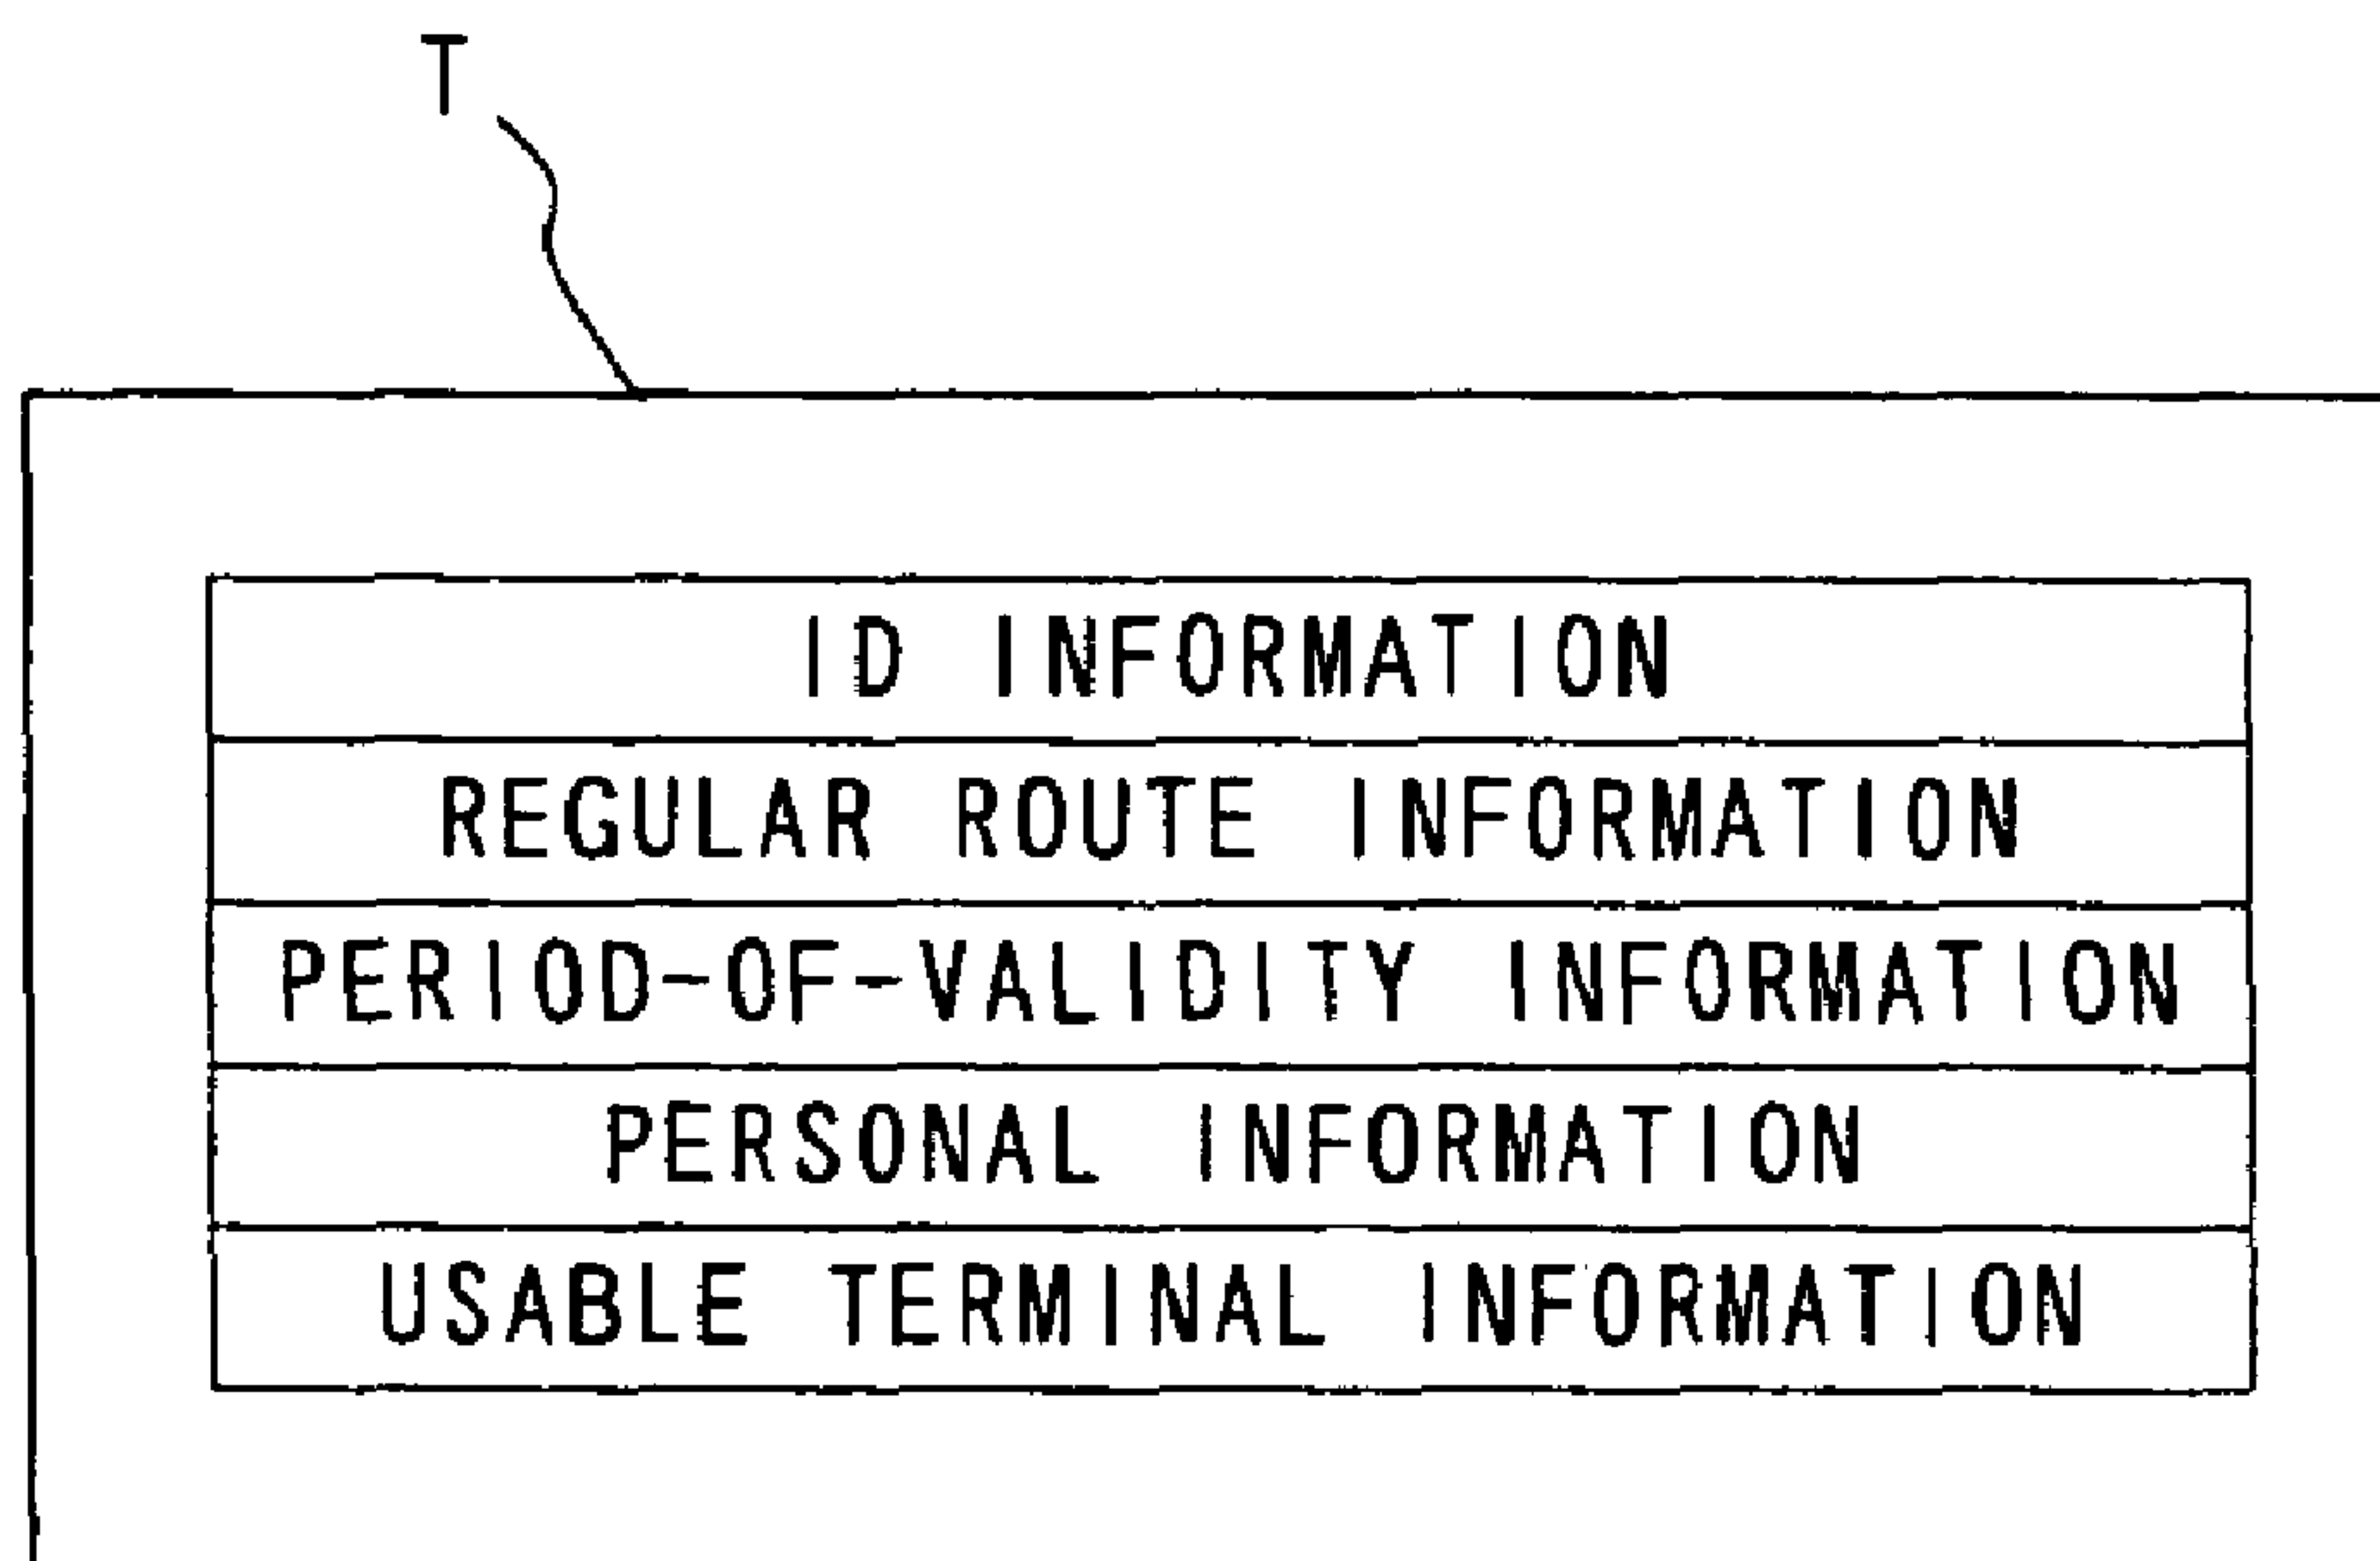 T
ID INFORMATION
REGULAR ROUTE INFORMATION
PERIOD-OF-VALIDITY INFORMATION
PERSONAL INFORMATION
USABLE TERMINAL INFORMATION